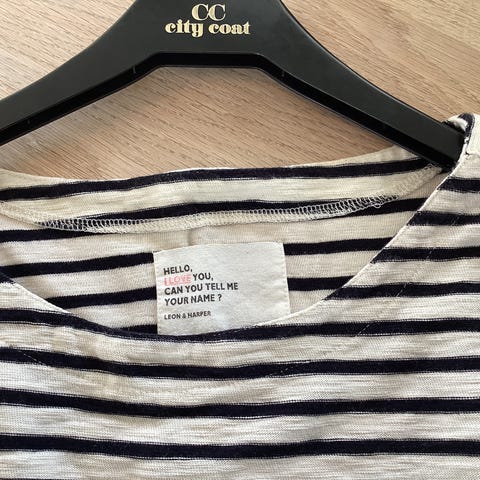 CC
city coat
HELLO,
I LOVE YOU,
CAN YOU TELL ME
YOUR NAME ?
LEON & HARPER